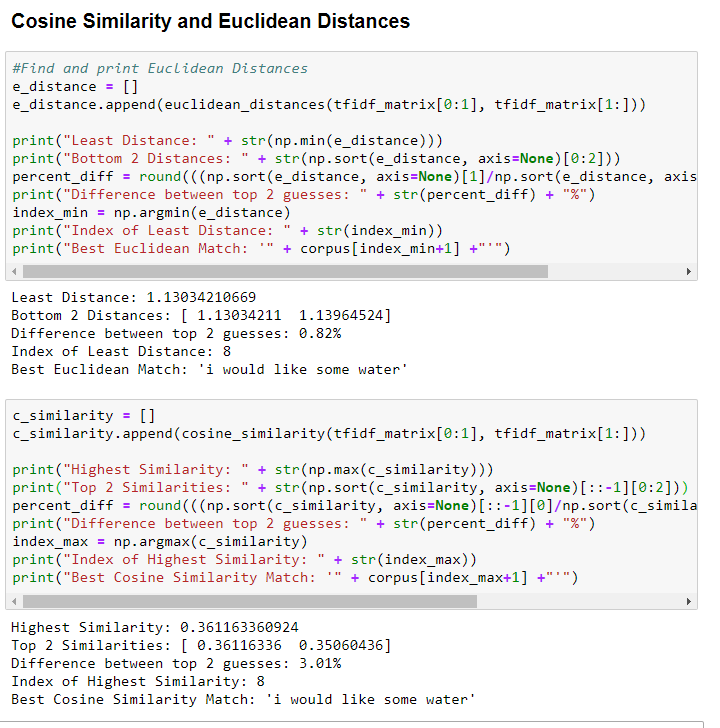 Cosine Similarity and Euclidean Distances
#Find and print Euclidean Distances
e_distance = []
e_distance.append(euclidean_distances(tfidf_matrix[0:1], tfidf_matrix[1:]))
print("Least Distance: " + str(np.min(e_distance)))
print("Bottom 2 Distances: " + str(np.sort(e_distance, axis=None)[0:2]))
percent_diff = round(((np.sort(e_distance, axis=None)[1]/np.sort(e_distance, axis
print("Difference between top 2 guesses: " + str(percent_diff) + "%")
index_min = np.argmin(e_distance)
print("Index of Least Distance: " + str(index_min))
print("Best Euclidean Match: '" + corpus[index_min+1] +"'")
Least Distance: 1.13034210669
Bottom 2 Distances: [ 1.13034211  1.13964524]
Difference between top 2 guesses: 0.82%
Index of Least Distance: 8
Best Euclidean Match: 'i would like some water'
c_similarity = []
c_similarity.append(cosine_similarity(tfidf_matrix[0:1], tfidf_matrix[1:]))
print("Highest Similarity: " + str(np.max(c_similarity)))
print("Top 2 Similarities: " + str(np.sort(c_similarity, axis=None)[::-1][0:2]))
percent_diff = round(((np.sort(c_similarity, axis=None)[::-1][0]/np.sort(c_simila
print("Difference between top 2 guesses: " + str(percent_diff) + "%")
index_max = np.argmax(c_similarity)
print("Index of Highest Similarity: " + str(index_max))
print("Best Cosine Similarity Match: '" + corpus[index_max+1] +"'")
Highest Similarity: 0.361163360924
Top 2 Similarities: [ 0.36116336  0.35060436]
Difference between top 2 guesses: 3.01%
Index of Highest Similarity: 8
Best Cosine Similarity Match: 'i would like some water'